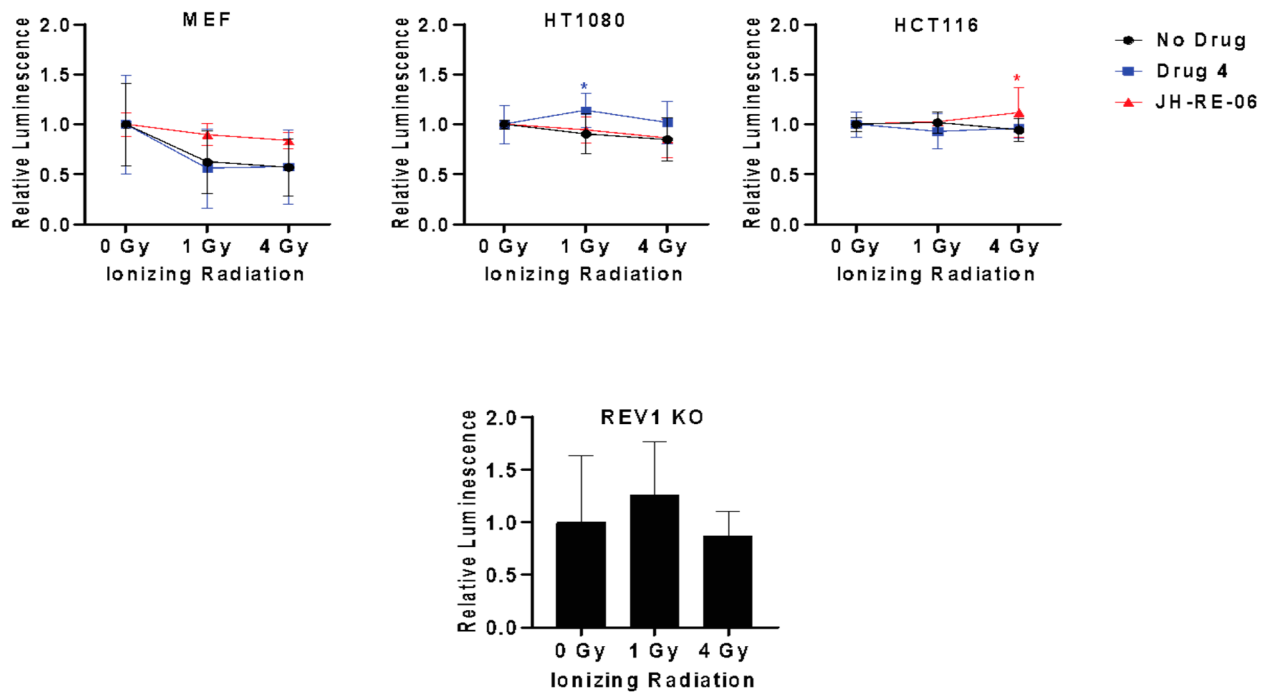 MEF
Relative Luminescence
2.0
1.5
1.0
0.5
0.0
0 Gy 1 Gy 4 Gy
Ionizing Radiation
HT1080
Relative Luminescence
2.0
1.5
*
1.0
0.5
0.0
0 Gy 1 Gy 4 Gy
Ionizing Radiation
HCT116
Relative Luminescence
2.0
1.5
*
1.0
0.5
0.0
0 Gy 1 Gy 4 Gy
Ionizing Radiation
No Drug
Drug 4
JH-RE-06
REV1 KO
Relative Luminescence
2.0
1.5
1.0
0.5
0.0
0 Gy 1 Gy 4 Gy
Ionizing Radiation